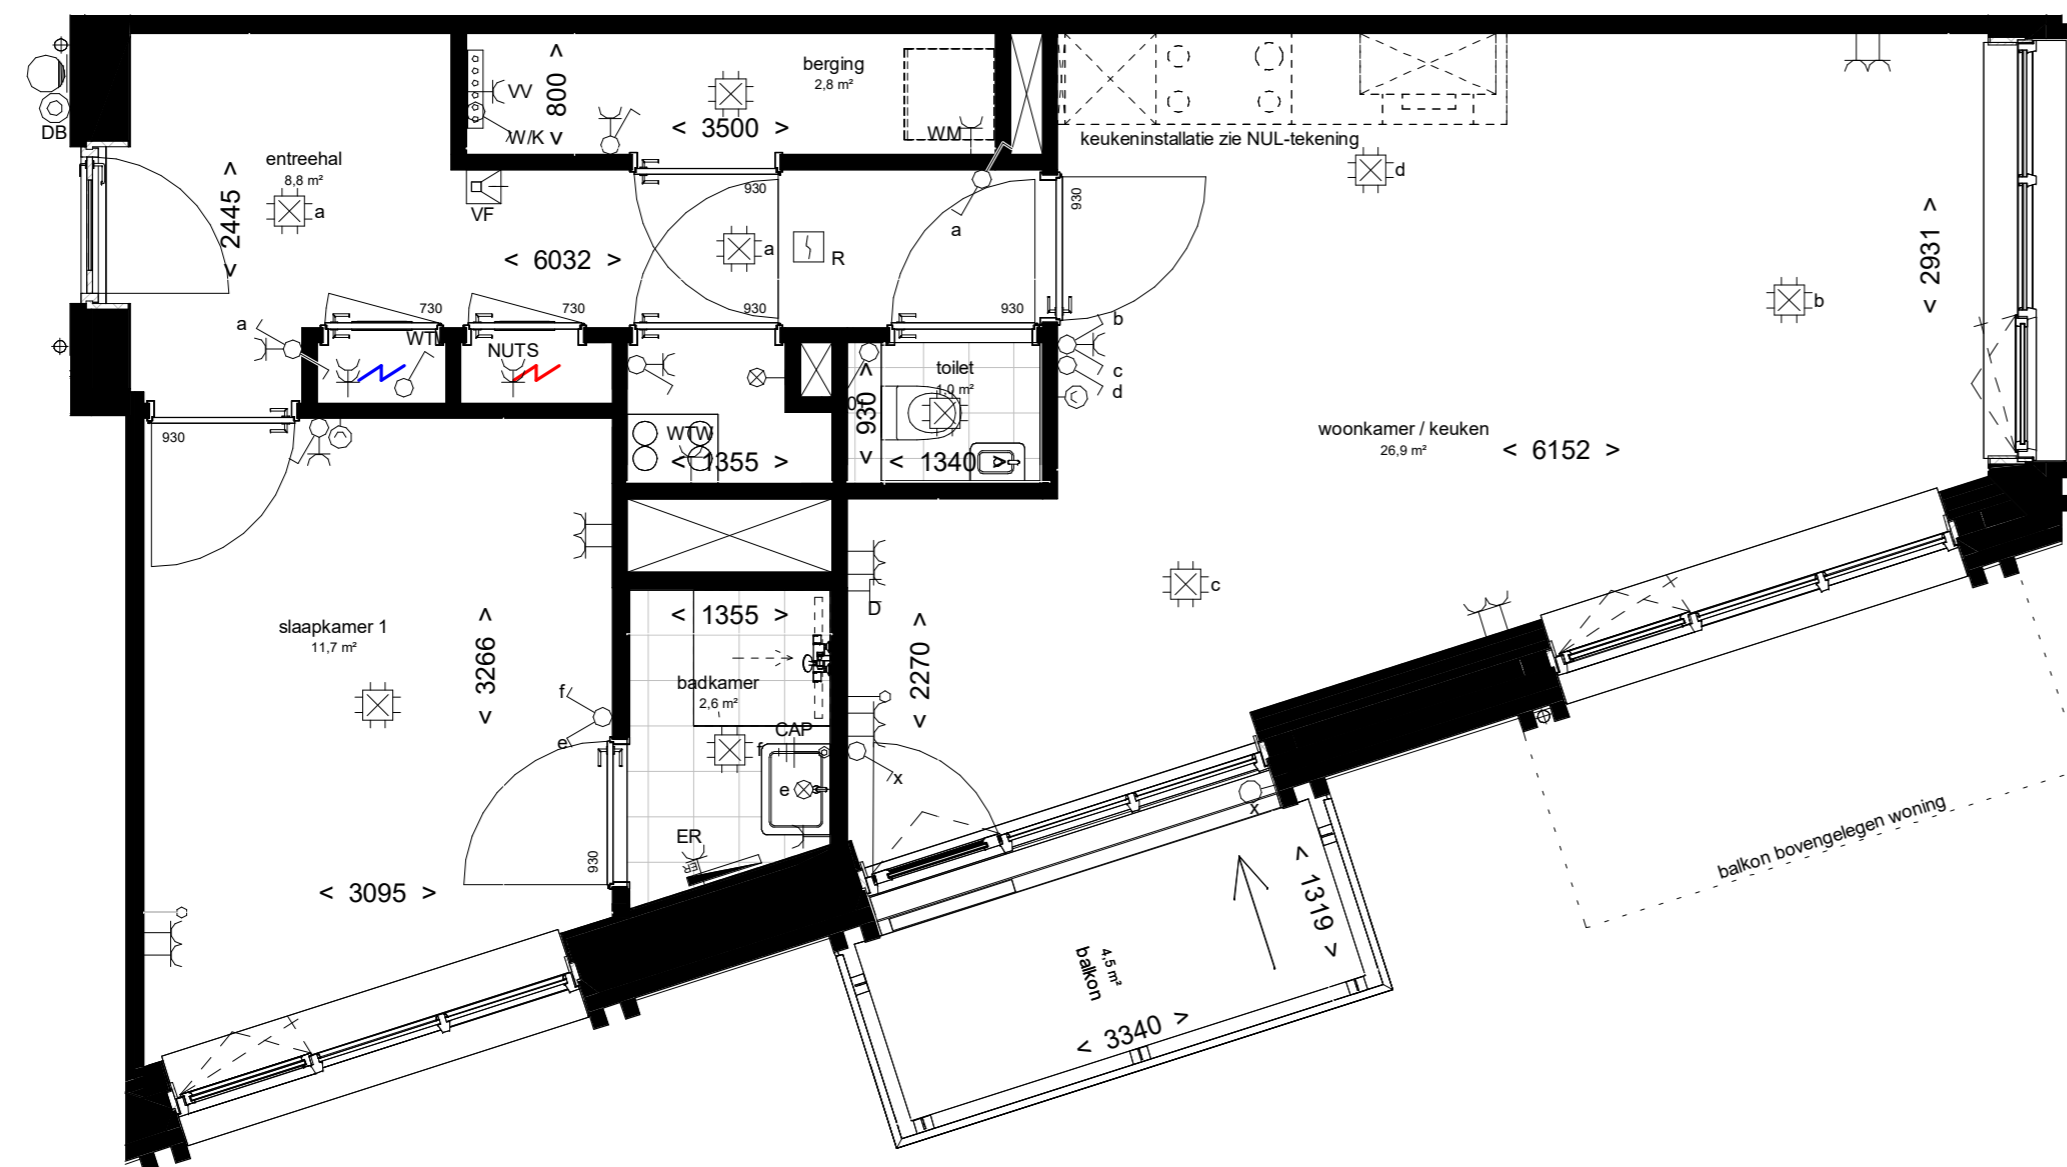 berging
2,8 m²
VV
< 800 >
W/K
< 3500 >
WM
keukeninstallatie zie NUL-tekening
d
DB
entreehal
8,8 m²
a
< 2445 >
VF
< 6032 >
930
a
R
a
930
930
930
730
730
a
WTW
NUTS
b
c
d
b
< 2931 >
toilet
1,0 m²
< 930 >
< 1340 >
WTW
< 1355 >
woonkamer / keuken
26,9 m²
< 6152 >
930
c
D
slaapkamer 1
11,7 m²
< 3266 >
< 3095 >
f
e
930
< 1355 >
badkamer
2,6 m²
f
CAP
e
ER
< 2270 >
x
x
balkon
4,5 m²
< 1319 >
< 3340 >
balkon bovengelegen woning